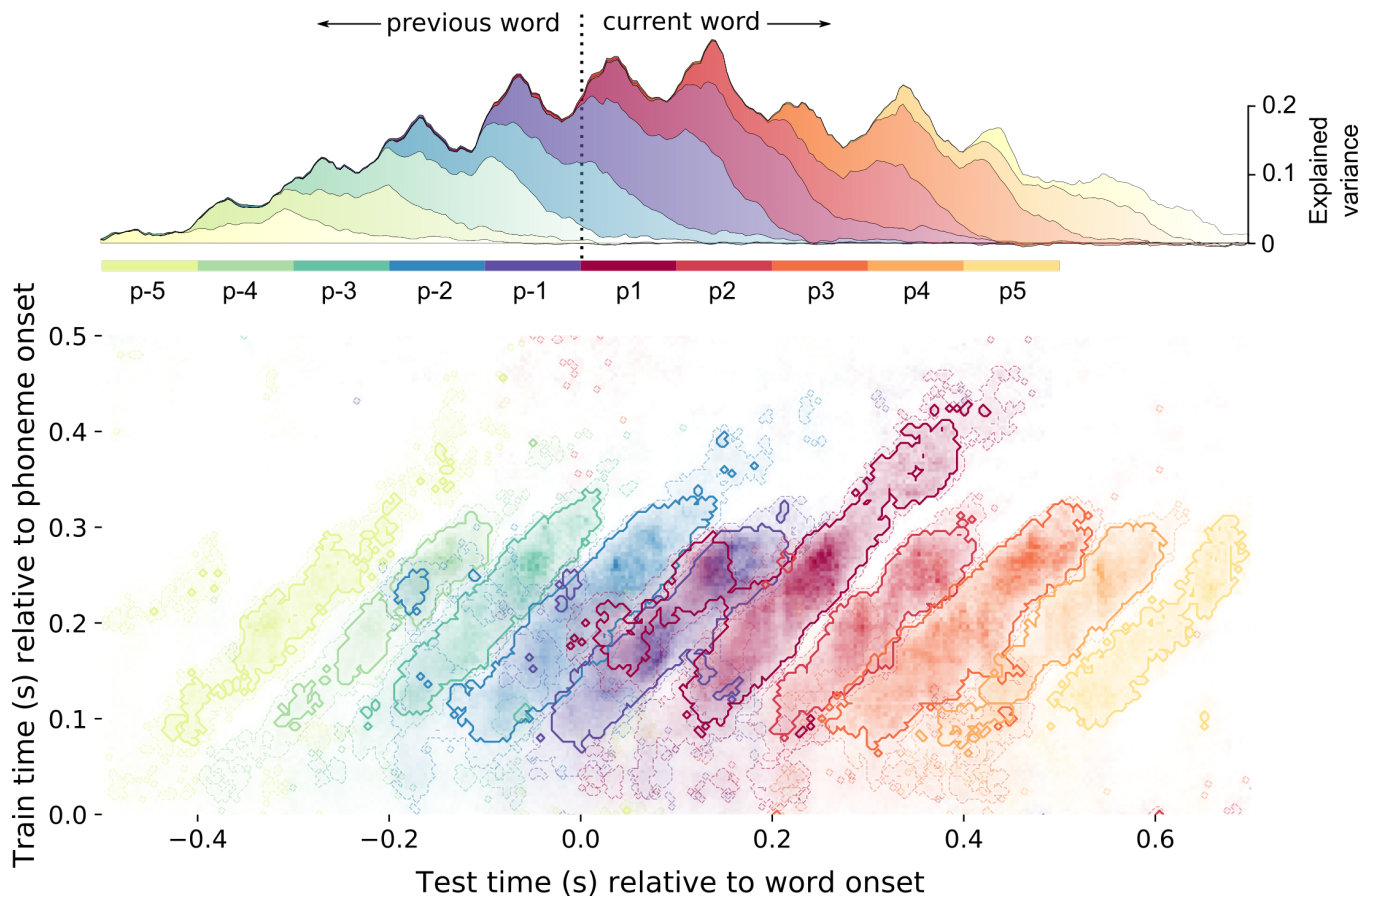 previous word
current word
0.2
0.1
0
Explained
variance
p-5 p-4 p-3 p-2 p-1 p1 p2 p3 p4 p5
Train time (s) relative to phoneme onset
0.5
0.4
0.3
0.2
0.1
0.0
−0.4 −0.2 0.0 0.2 0.4 0.6
Test time (s) relative to word onset